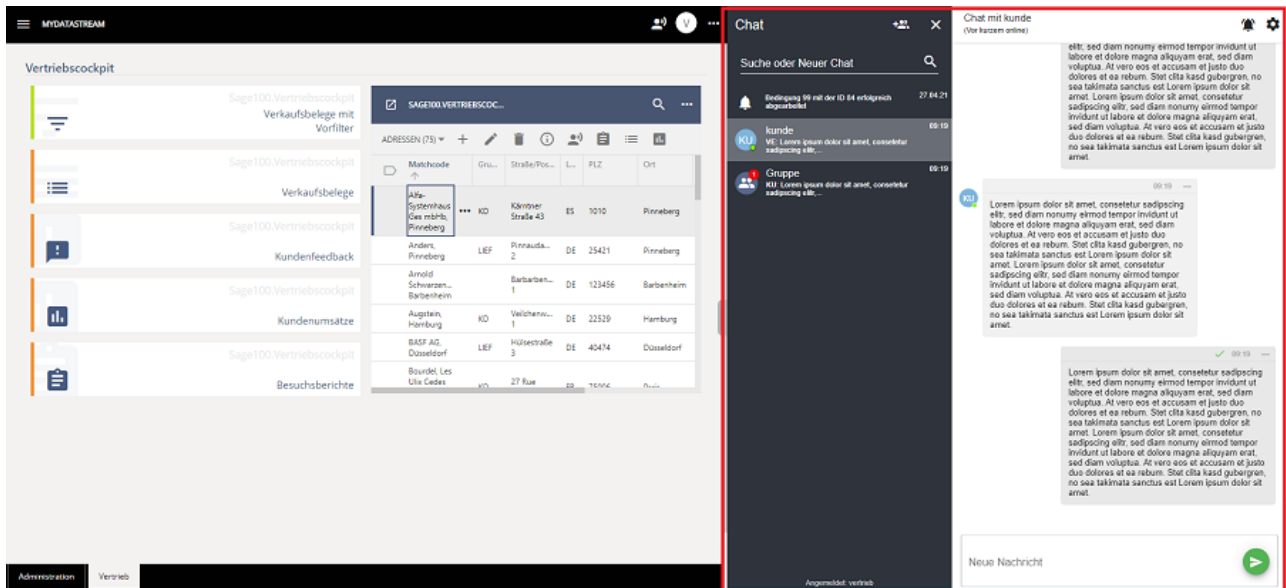 MYDATASTREAM
V
Vertriebscockpit
Sage100.Vertriebscockpit
Verkaufsbelege mit
Vorfilter
Sage100.Vertriebscockpit
Verkaufsbelege
Kundenfeedback
Sage100.Vertriebscockpit
Kundenumsätze
Sage100.Vertriebscockpit
Besuchsberichte
SAGE100.VERTRIEBSCOC...
ADRESSEN (75)
Matchcode Gru... Straße/Pos... L... PLZ Ort
Alfa-
Systemhaus
Ges mbHb,
Pinneberg
KD
Kärntner
Straße 43
ES 1010 Pinneberg
Anders,
Pinneberg
LIEF
Pinnauda...
2
DE 25421 Pinneberg
Arnold
Schwarzen...
Barbenheim
Barbarben...
1
DE 123456 Barbenheim
Augstein,
Hamburg
KD
Veilchenw...
1
DE 22529 Hamburg
BASF AG,
Düsseldorf
LIEF
Hülsestraße
3
DE 40474 Düsseldorf
Bourdel, Les
Ulis Cedex
KD
27 Rue
FR 75006 Paris
Administration
Vertrieb
Chat
Suche oder Neuer Chat
Bedingung 99 mit der ID 84 erfolgreich
abgearbeitet
27.04.21
KU
kunde
09:19
VE: Lorem ipsum dolor sit amet, consetetur
sadipscing elitr,...
1
Gruppe
09:19
KU: Lorem ipsum dolor sit amet, consetetur
sadipscing elitr,...
Angemeldet: vertrieb
Chat mit kunde
(Vor kurzem online)
elitr, sed diam nonumy eirmod tempor invidunt ut
labore et dolore magna aliquyam erat, sed diam
voluptua. At vero eos et accusam et justo duo
dolores et ea rebum. Stet clita kasd gubergren, no
sea takimata sanctus est Lorem ipsum dolor sit
amet. Lorem ipsum dolor sit amet, consetetur
sadipscing elitr, sed diam nonumy eirmod tempor
invidunt ut labore et dolore magna aliquyam erat,
sed diam voluptua. At vero eos et accusam et justo
duo dolores et ea rebum. Stet clita kasd gubergren,
no sea takimata sanctus est Lorem ipsum dolor sit
amet.
09:19
KU
Lorem ipsum dolor sit amet, consetetur sadipscing
elitr, sed diam nonumy eirmod tempor invidunt ut
labore et dolore magna aliquyam erat, sed diam
voluptua. At vero eos et accusam et justo duo
dolores et ea rebum. Stet clita kasd gubergren, no
sea takimata sanctus est Lorem ipsum dolor sit
amet. Lorem ipsum dolor sit amet, consetetur
sadipscing elitr, sed diam nonumy eirmod tempor
invidunt ut labore et dolore magna aliquyam erat,
sed diam voluptua. At vero eos et accusam et justo
duo dolores et ea rebum. Stet clita kasd gubergren,
no sea takimata sanctus est Lorem ipsum dolor sit
amet.
09:19
Lorem ipsum dolor sit amet, consetetur sadipscing
elitr, sed diam nonumy eirmod tempor invidunt ut
labore et dolore magna aliquyam erat, sed diam
voluptua. At vero eos et accusam et justo duo
dolores et ea rebum. Stet clita kasd gubergren, no
sea takimata sanctus est Lorem ipsum dolor sit
amet. Lorem ipsum dolor sit amet, consetetur
sadipscing elitr, sed diam nonumy eirmod tempor
invidunt ut labore et dolore magna aliquyam erat,
sed diam voluptua. At vero eos et accusam et justo
duo dolores et ea rebum. Stet clita kasd gubergren,
no sea takimata sanctus est Lorem ipsum dolor sit
amet.
Neue Nachricht